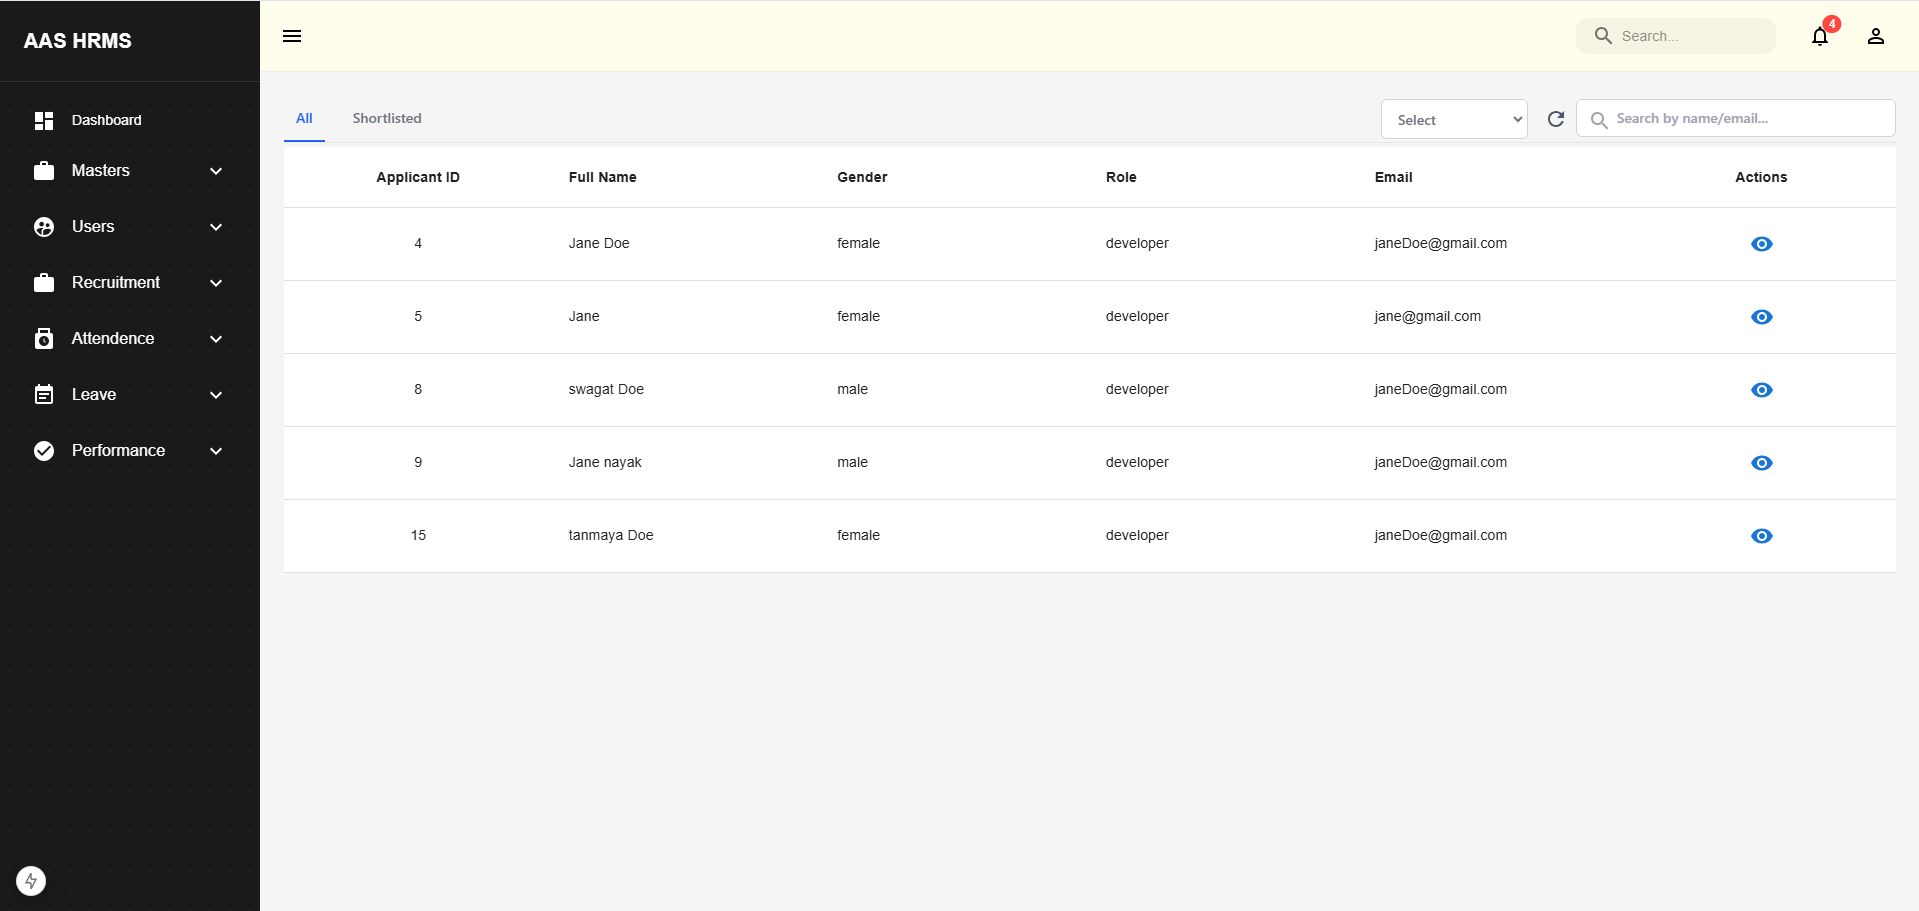 AAS HRMS
Search...
4
Dashboard
Masters
Users
Recruitment
Attendence
Leave
Performance
All Shortlisted
Select
Search by name/email...
Applicant ID Full Name Gender Role Email Actions
4 Jane Doe female developer janeDoe@gmail.com
5 Jane female developer jane@gmail.com
8 swagat Doe male developer janeDoe@gmail.com
9 Jane nayak male developer janeDoe@gmail.com
15 tanmaya Doe female developer janeDoe@gmail.com